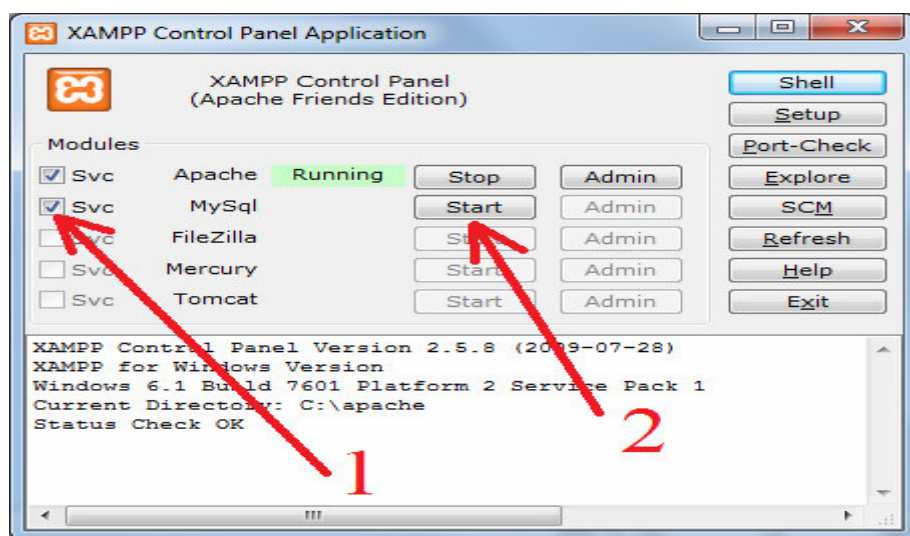 XAMPP Control Panel Application
XAMPP Control Panel
(Apache Friends Edition)
Shell
Setup
Port-Check
Explore
SCM
Refresh
Help
Exit
Modules
Svc Apache Running Stop Admin
Svc MySql Start Admin
Svc FileZilla Start Admin
Svc Mercury Start Admin
Svc Tomcat Start Admin
XAMPP Control Panel Version 2.5.8 (2009-07-28)
XAMPP for Windows Version
Windows 6.1 Build 7601 Platform 2 Service Pack 1
Current Directory: C:\apache
Status Check OK
1
2